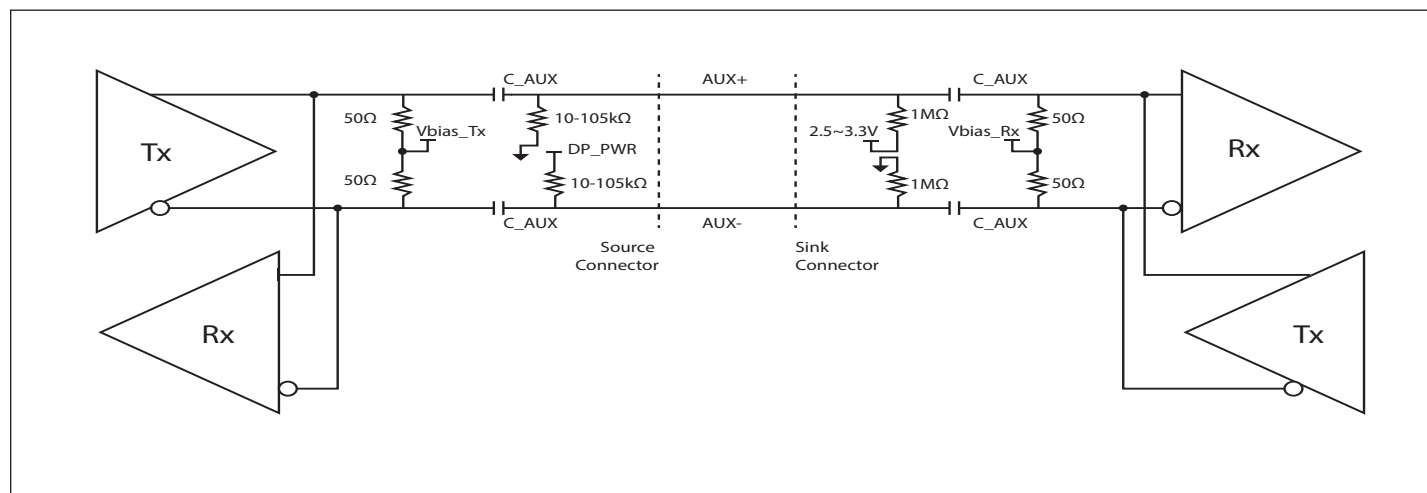 C_AUX
AUX+
C_AUX
50Ω
Vbias_Tx
10-105kΩ
2.5~3.3V
1MΩ
Vbias_Rx
50Ω
Tx
DP_PWR
Rx
50Ω
10-105kΩ
1MΩ
50Ω
C_AUX
AUX-
C_AUX
Source
Connector
Sink
Connector
Rx
Tx